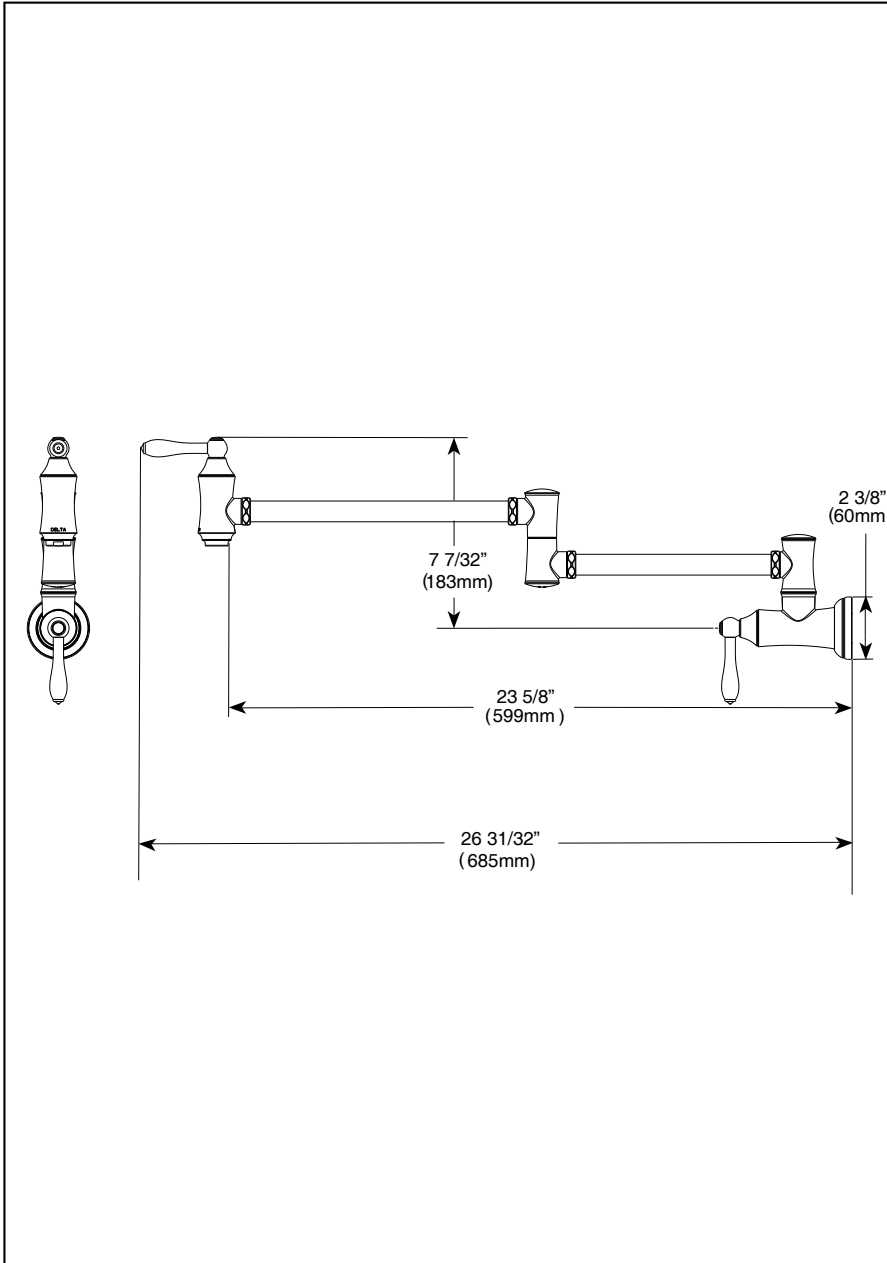 2 3/8”
(60mm
DELTA
7 7/32”
(183mm)
23 5/8”
(599mm )
26 31/32”
(685mm)